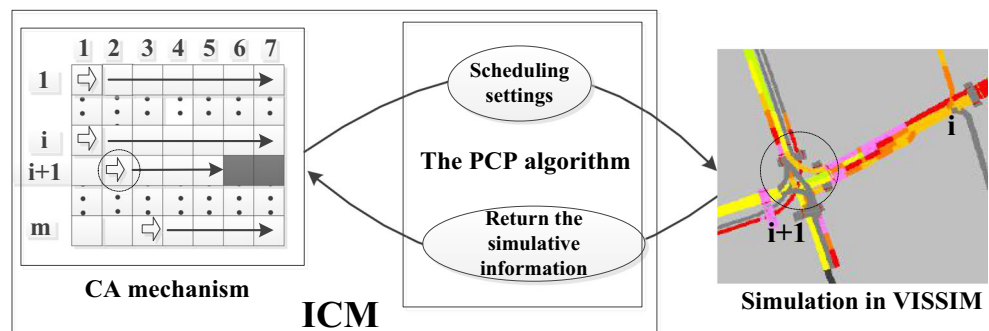 1 2 3 4 5 6 7
1
i
i+1
m
CA mechanism
Scheduling
settings
The PCP algorithm
Return the
simulative
information
ICM
i
i+1
Simulation in VISSIM